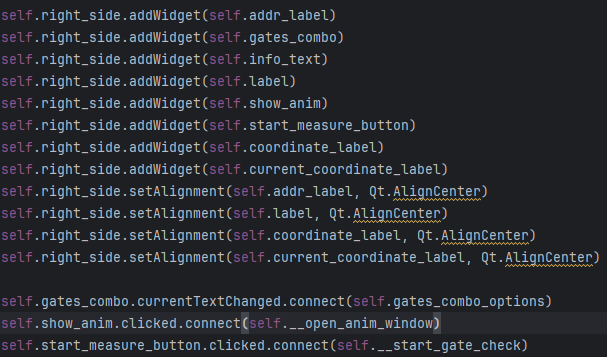 self.right_side.addWidget(self.addr_label)
self.right_side.addWidget(self.gates_combo)
self.right_side.addWidget(self.info_text)
self.right_side.addWidget(self.label)
self.right_side.addWidget(self.show_anim)
self.right_side.addWidget(self.start_measure_button)
self.right_side.addWidget(self.coordinate_label)
self.right_side.addWidget(self.current_coordinate_label)
self.right_side.setAlignment(self.addr_label, Qt.AlignCenter)
self.right_side.setAlignment(self.label, Qt.AlignCenter)
self.right_side.setAlignment(self.coordinate_label, Qt.AlignCenter)
self.right_side.setAlignment(self.current_coordinate_label, Qt.AlignCenter)
self.gates_combo.currentTextChanged.connect(self.gates_combo_options)
self.show_anim.clicked.connect(self.__open_anim_window)
self.start_measure_button.clicked.connect(self.__start_gate_check)